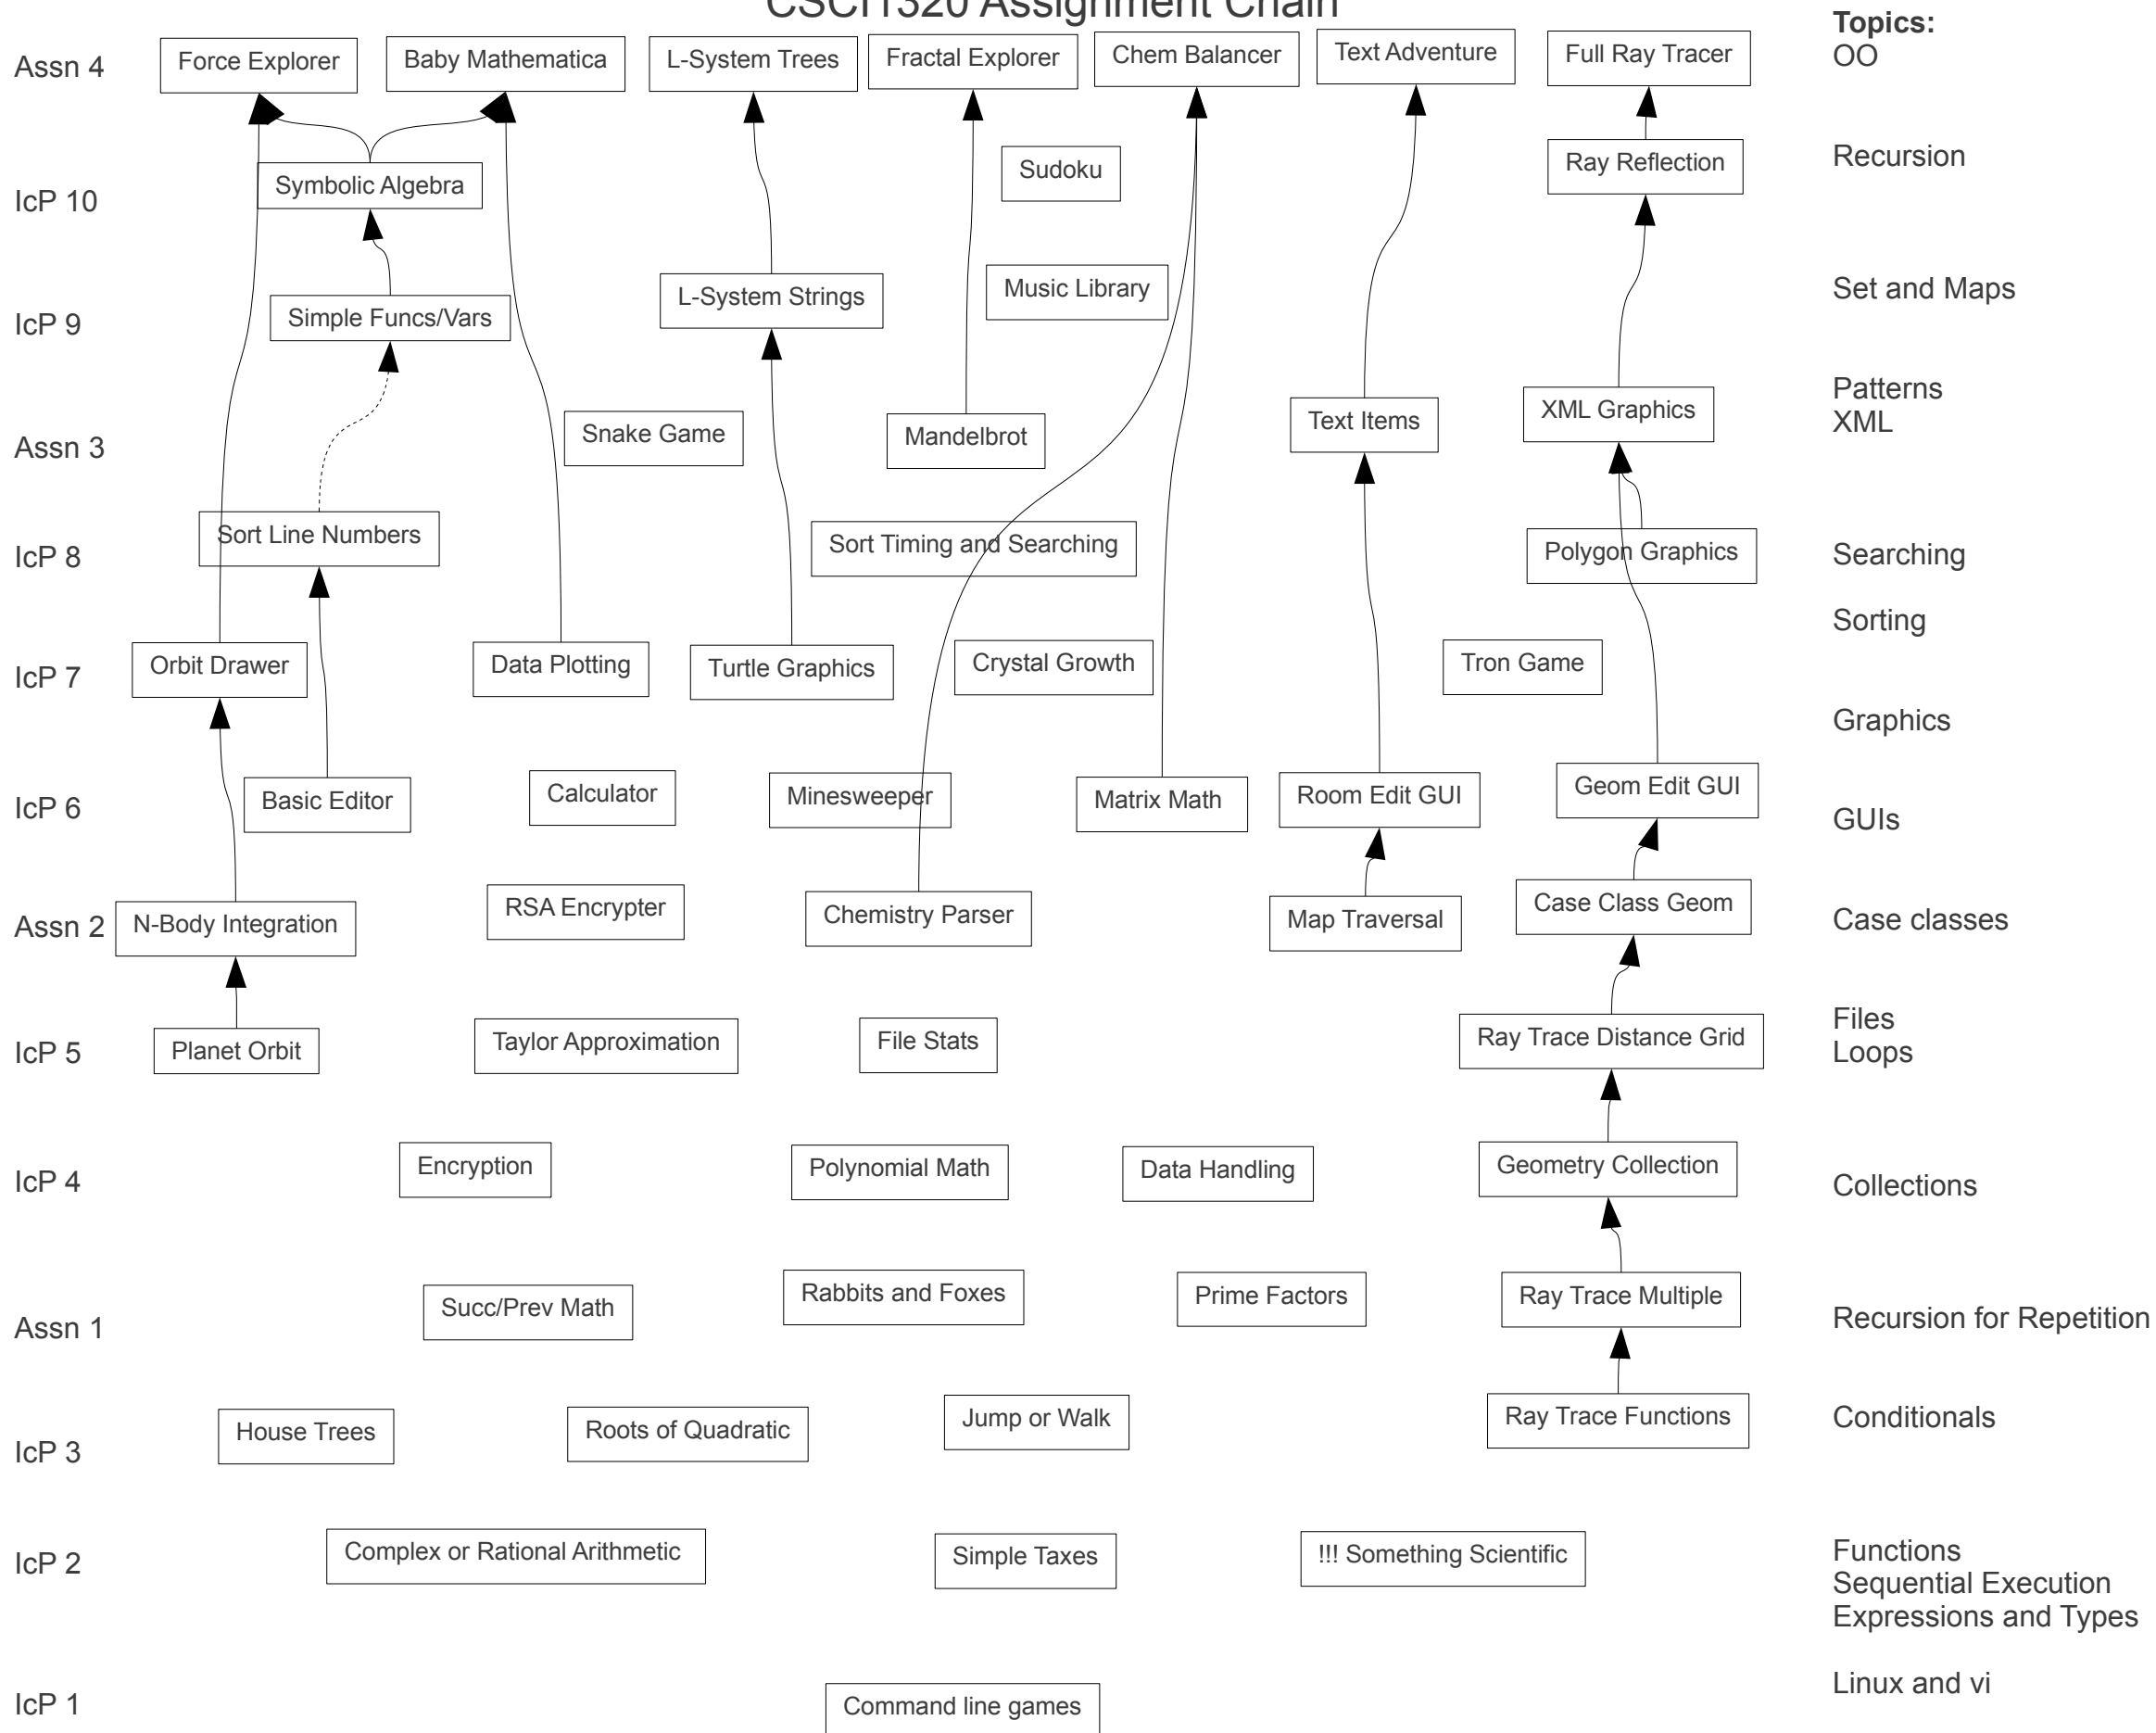 CSCI1320 Assignment Chain
Topics:
Assn 4
Force Explorer
Baby Mathematica
L-System Trees
Fractal Explorer
Chem Balancer
Text Adventure
Full Ray Tracer
OO
IcP 10
Symbolic Algebra
Sudoku
Ray Reflection
Recursion
IcP 9
Simple Funcs/Vars
L-System Strings
Music Library
Set and Maps
Assn 3
Snake Game
Mandelbrot
Text Items
XML Graphics
Patterns
XML
IcP 8
Sort Line Numbers
Sort Timing and Searching
Polygon Graphics
Searching
Sorting
IcP 7
Orbit Drawer
Data Plotting
Turtle Graphics
Crystal Growth
Tron Game
Graphics
IcP 6
Basic Editor
Calculator
Minesweeper
Matrix Math
Room Edit GUI
Geom Edit GUI
GUIs
Assn 2
N-Body Integration
RSA Encrypter
Chemistry Parser
Map Traversal
Case Class Geom
Case classes
IcP 5
Planet Orbit
Taylor Approximation
File Stats
Ray Trace Distance Grid
Files
Loops
IcP 4
Encryption
Polynomial Math
Data Handling
Geometry Collection
Collections
Assn 1
Succ/Prev Math
Rabbits and Foxes
Prime Factors
Ray Trace Multiple
Recursion for Repetition
IcP 3
House Trees
Roots of Quadratic
Jump or Walk
Ray Trace Functions
Conditionals
IcP 2
Complex or Rational Arithmetic
Simple Taxes
!!! Something Scientific
Functions
Sequential Execution
Expressions and Types
IcP 1
Command line games
Linux and vi